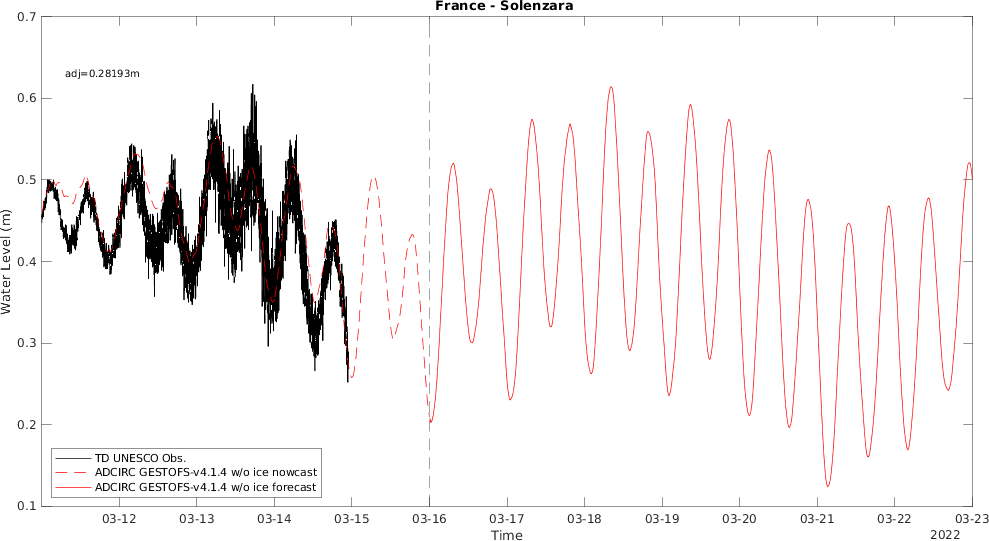 France - Solenzara
0.7
0.6
0.5
0.4
0.3
0.2
0.1
Water Level (m)
adj=0.28193m
TD UNESCO Obs.
ADCIRC GESTOFS-v4.1.4 w/o ice nowcast
ADCIRC GESTOFS-v4.1.4 w/o ice forecast
03-12 03-13 03-14 03-15 03-16 03-17 03-18 03-19 03-20 03-21 03-22 03-23
Time
2022